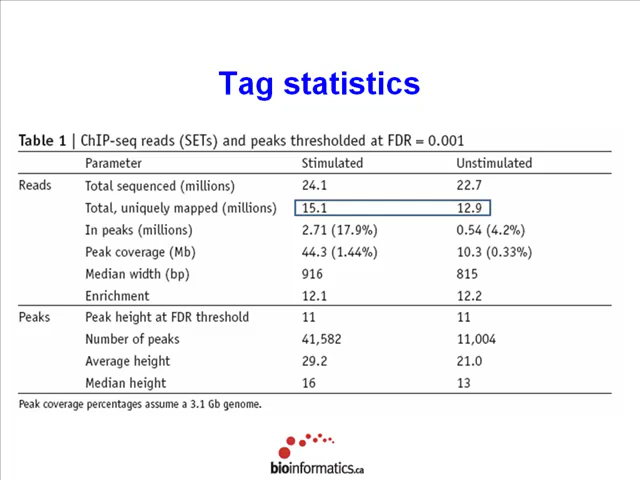 Tag statistics
Table 1 | ChIP-seq reads (SETs) and peaks thresholded at FDR = 0.001
Parameter Stimulated Unstimulated
Reads Total sequenced (millions) 24.1 22.7
Total, uniquely mapped (millions) 15.1 12.9
In peaks (millions) 2.71 (17.9%) 0.54 (4.2%)
Peak coverage (Mb) 44.3 (1.44%) 10.3 (0.33%)
Median width (bp) 916 815
Enrichment 12.1 12.2
Peaks Peak height at FDR threshold 11 11
Number of peaks 41,582 11,004
Average height 29.2 21.0
Median height 16 13
Peak coverage percentages assume a 3.1 Gb genome.
bioinformatics.ca